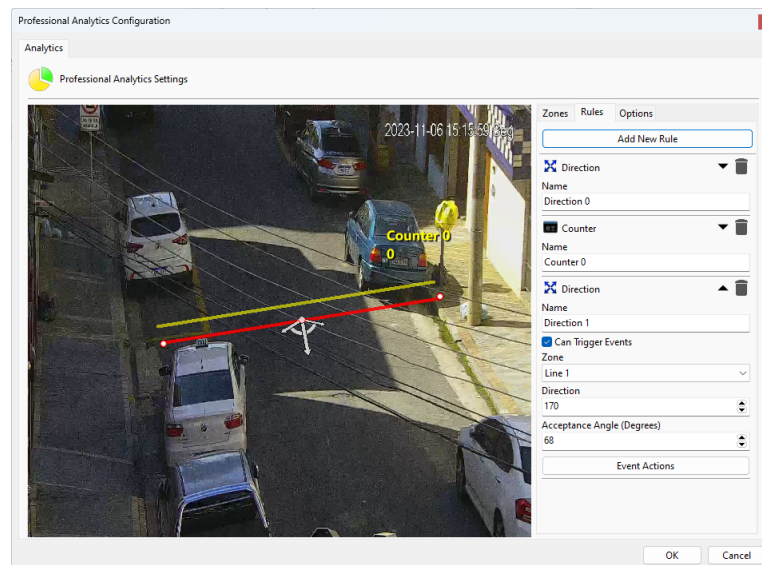 Professional Analytics Configuration
Analytics
Professional Analytics Settings
2023-11-06 15:15:59 Seg
Counter 0
0
Zones Rules Options
Add New Rule
Direction
Name
Direction 0
Counter
Name
Counter 0
Direction
Name
Direction 1
Can Trigger Events
Zone
Line 1
Direction
170
Acceptance Angle (Degrees)
68
Event Actions
OK Cancel